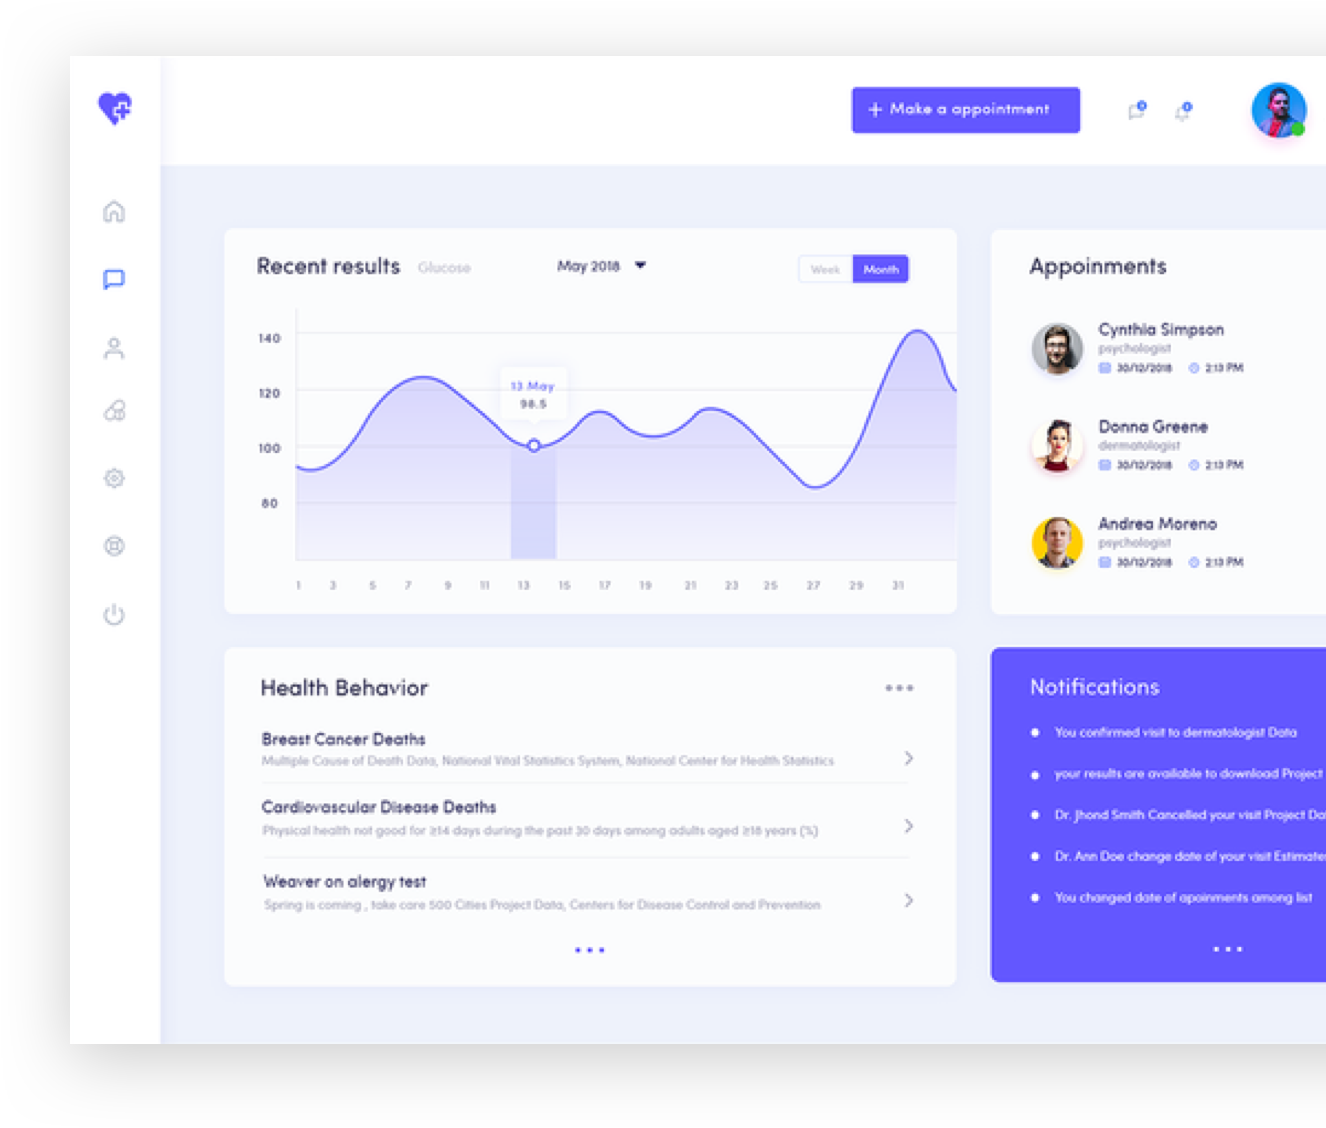 + Make a appointment
Recent results Glucose May 2018 Week Month
140
120
100
80
13 May
98.5
1 3 5 7 9 11 13 15 17 19 21 23 25 27 29 31
Appoinments
Cynthia Simpson
psychologist
30/12/2018 2:13 PM
Donna Greene
dermatologist
30/12/2018 2:13 PM
Andrea Moreno
psychologist
30/12/2018 2:13 PM
Health Behavior
Breast Cancer Deaths
Multiple Cause of Death Data, National Vital Statistics System, National Center for Health Statistics
Cardiovascular Disease Deaths
Physical health not good for ≥14 days during the past 30 days among adults aged ≥18 years (%)
Weaver on alergy test
Spring is coming , take care 500 Cities Project Data, Centers for Disease Control and Prevention
Notifications
You confirmed visit to dermatologist Data
your results are available to download Project
Dr. Jhond Smith Cancelled your visit Project Da
Dr. Ann Doe change date of your visit Estimates
You changed date of apoinments among list